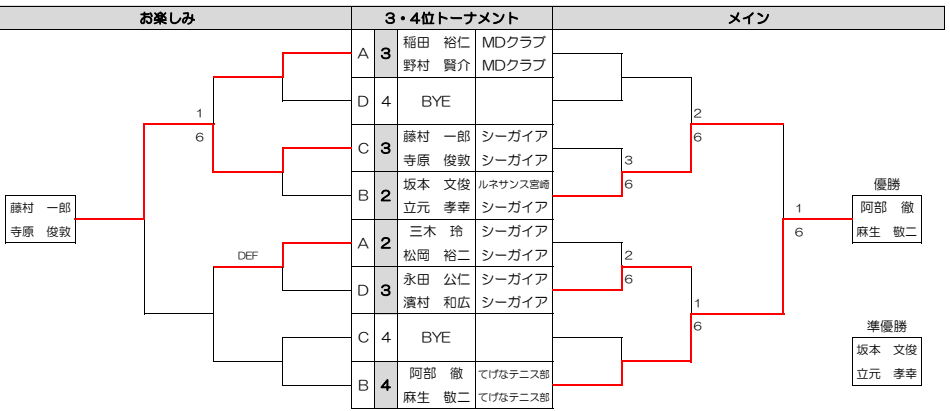 お楽しみ 3・4位トーナメント メイン
A 3 稲田　裕仁 MDクラブ
野村　賢介 MDクラブ
D 4 BYE
1
6
2
6
C 3 藤村　一郎 シーガイア
寺原　俊敦 シーガイア
3
6
B 2 坂本　文俊 ルネサンス宮崎
立元　孝幸 シーガイア
藤村　一郎
寺原　俊敦
優勝
阿部　徹
麻生　敬二
1
6
A 2 三木　玲 シーガイア
松岡　裕二 シーガイア
DEF
2
6
D 3 永田　公仁 シーガイア
濱村　和広 シーガイア
1
6
C 4 BYE
準優勝
坂本　文俊
立元　孝幸
B 4 阿部　徹 てげなテニス部
麻生　敬二 てげなテニス部